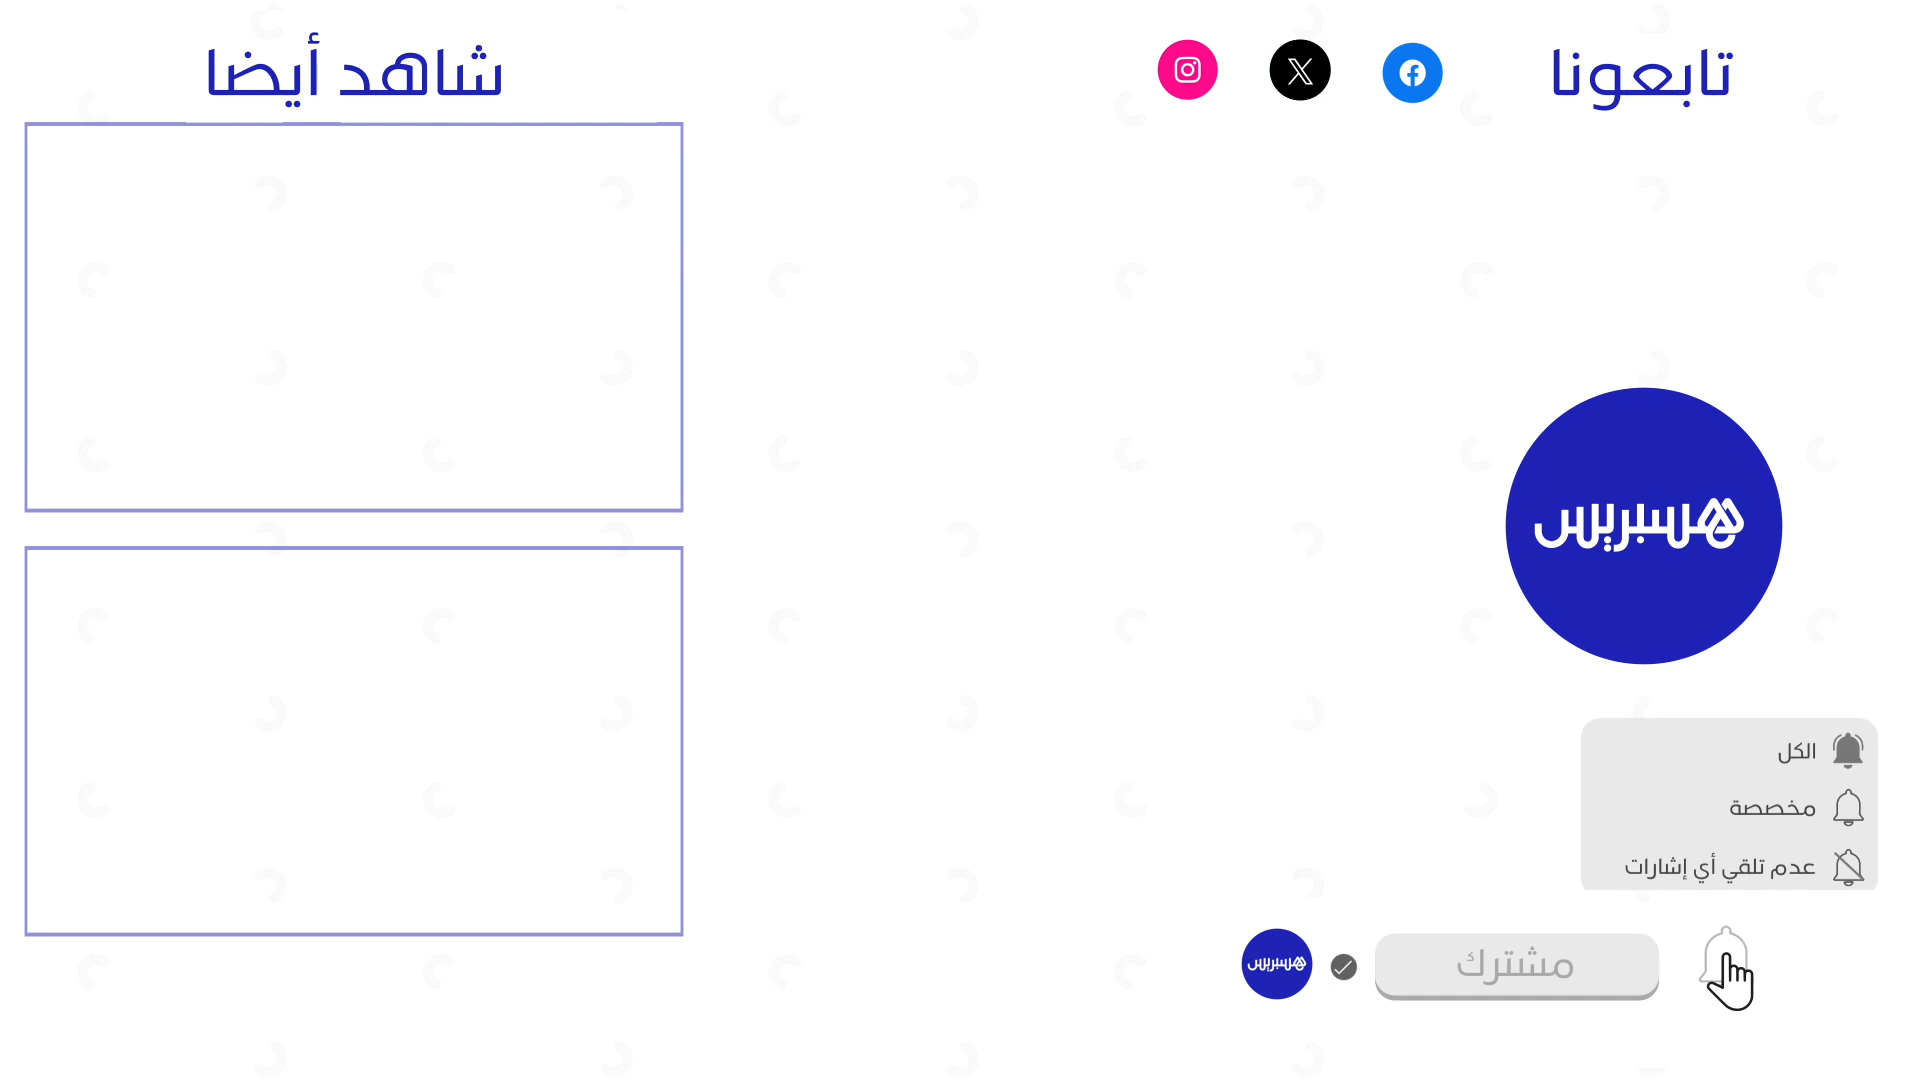 تابعونا
شاهد أيضا
هسبريس
الكل
مخصصة
عدم تلقي أي إشارات
مشترك
هسبريس